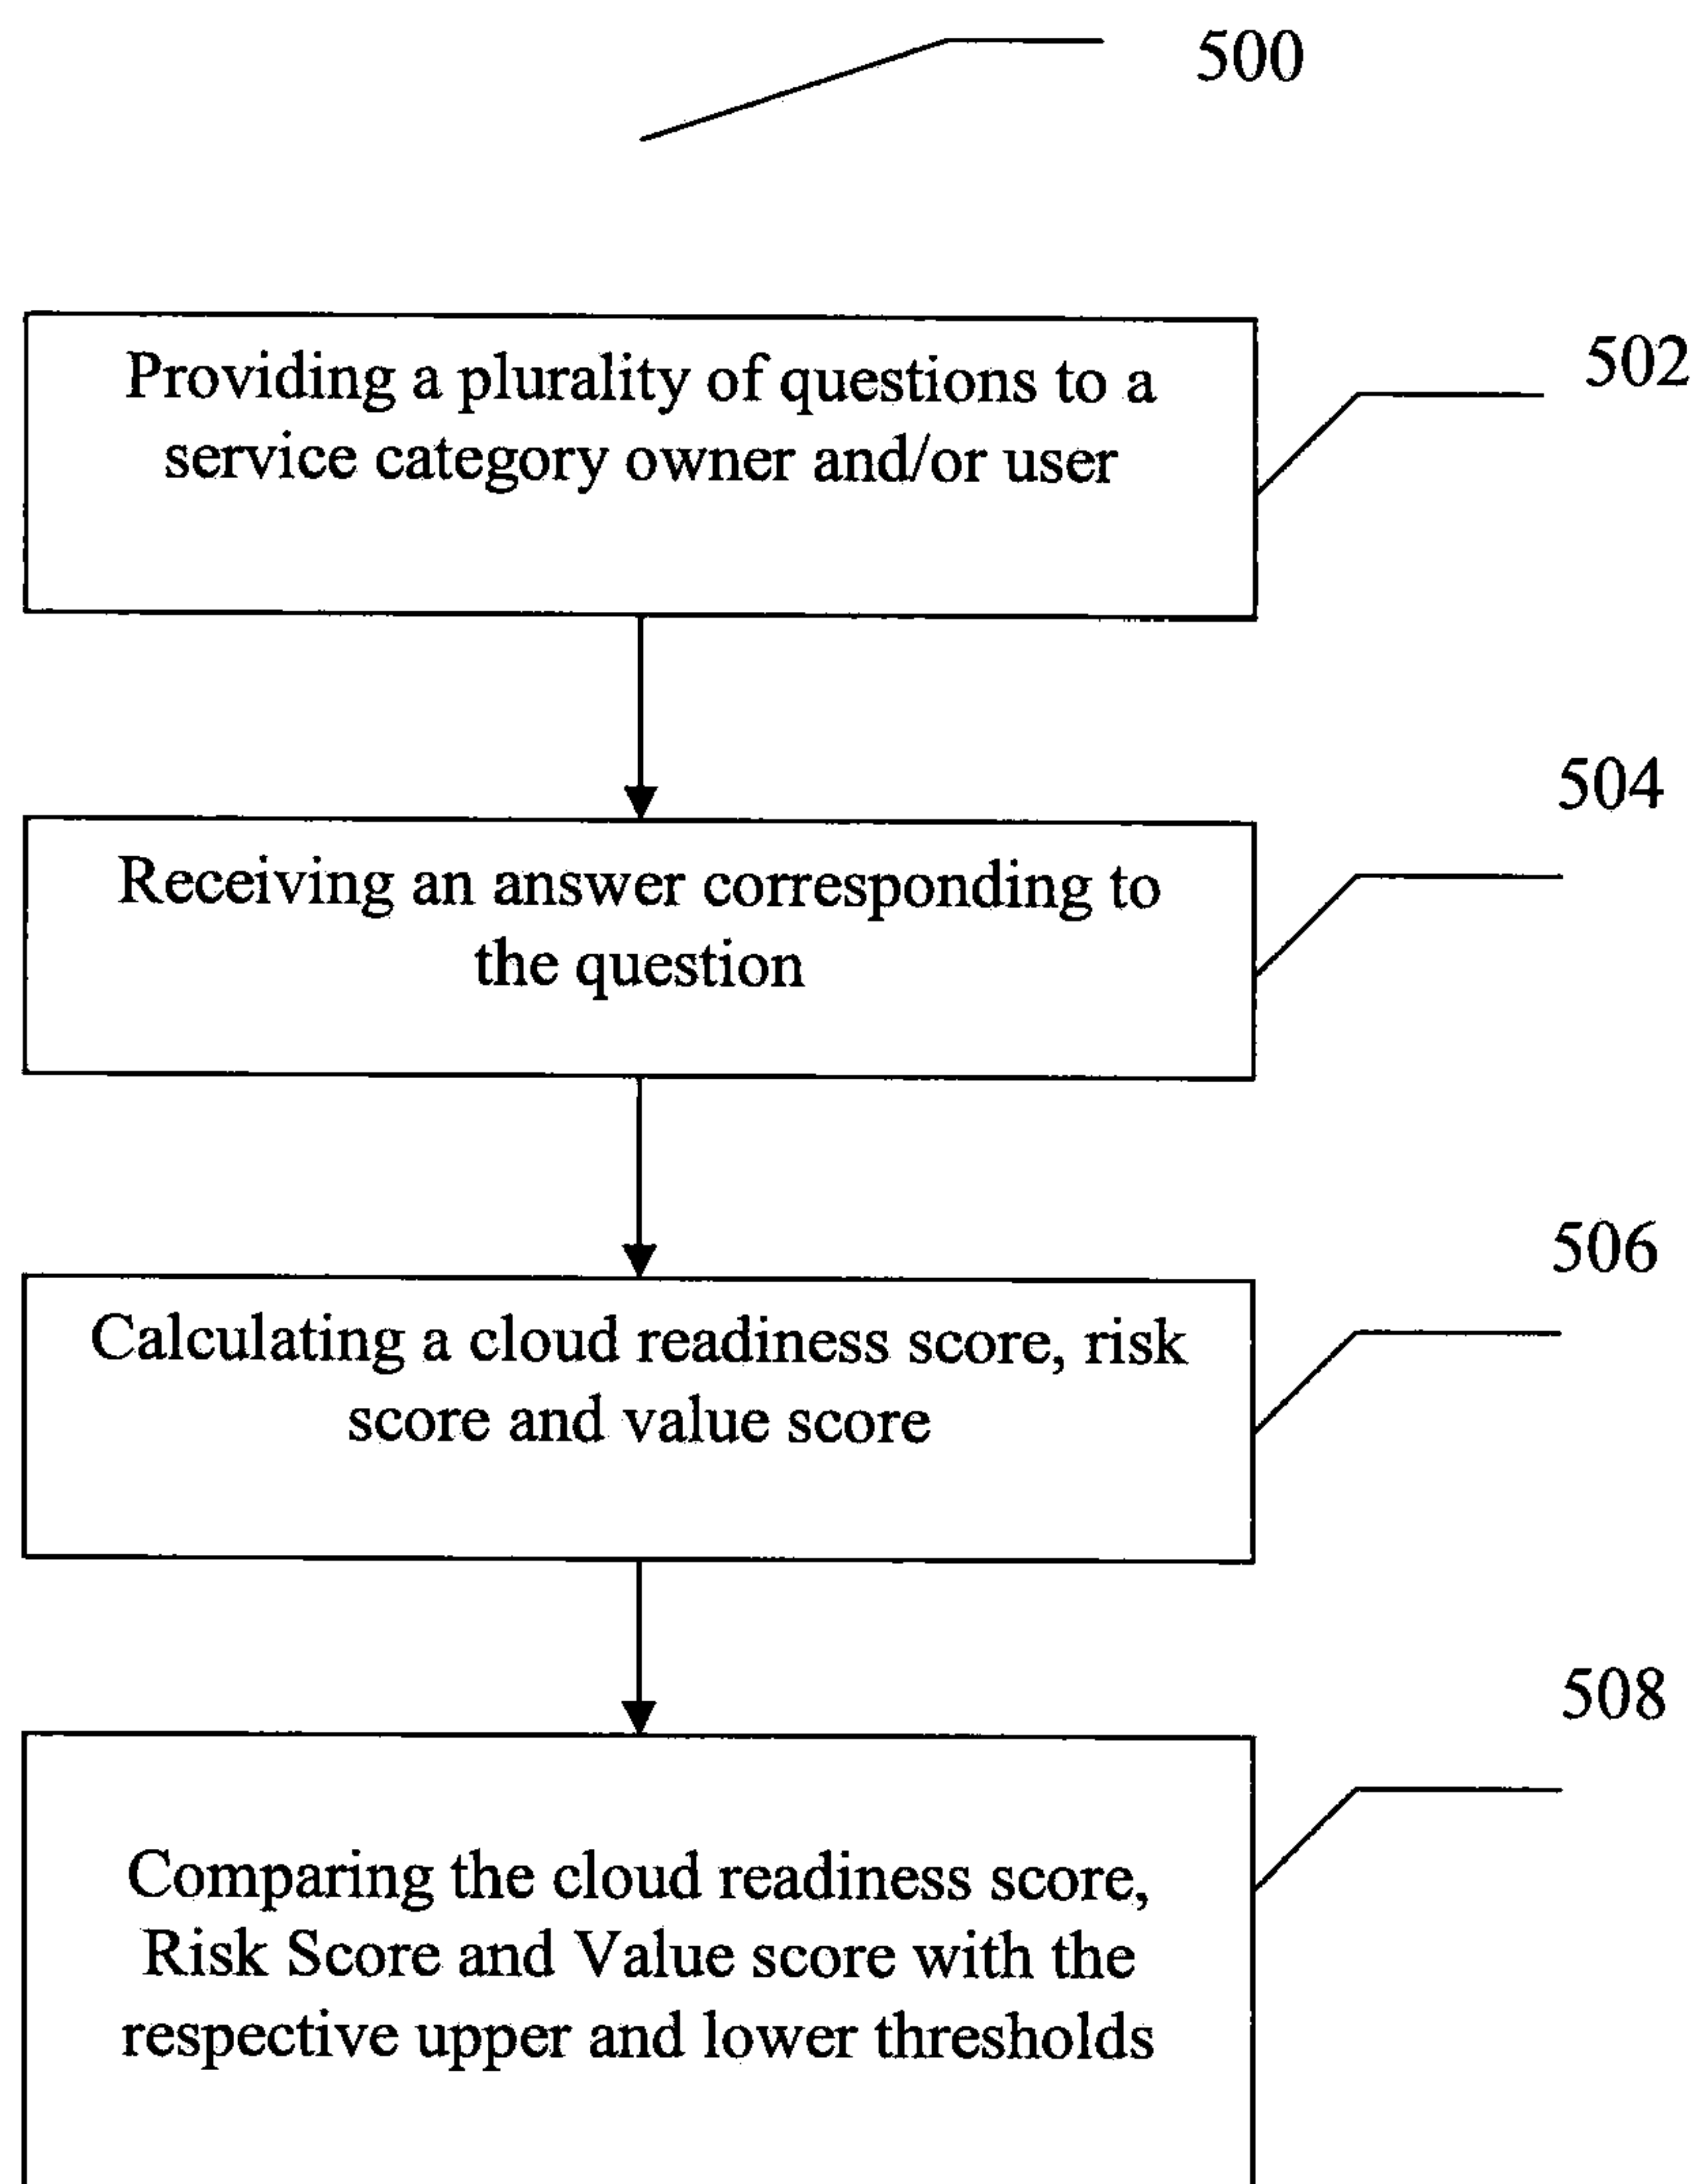 500
Providing a plurality of questions to a
service category owner and/or user
502
Receiving an answer corresponding to
the question
504
Calculating a cloud readiness score, risk
score and value score
506
Comparing the cloud readiness score,
Risk Score and Value score with the
respective upper and lower thresholds
508